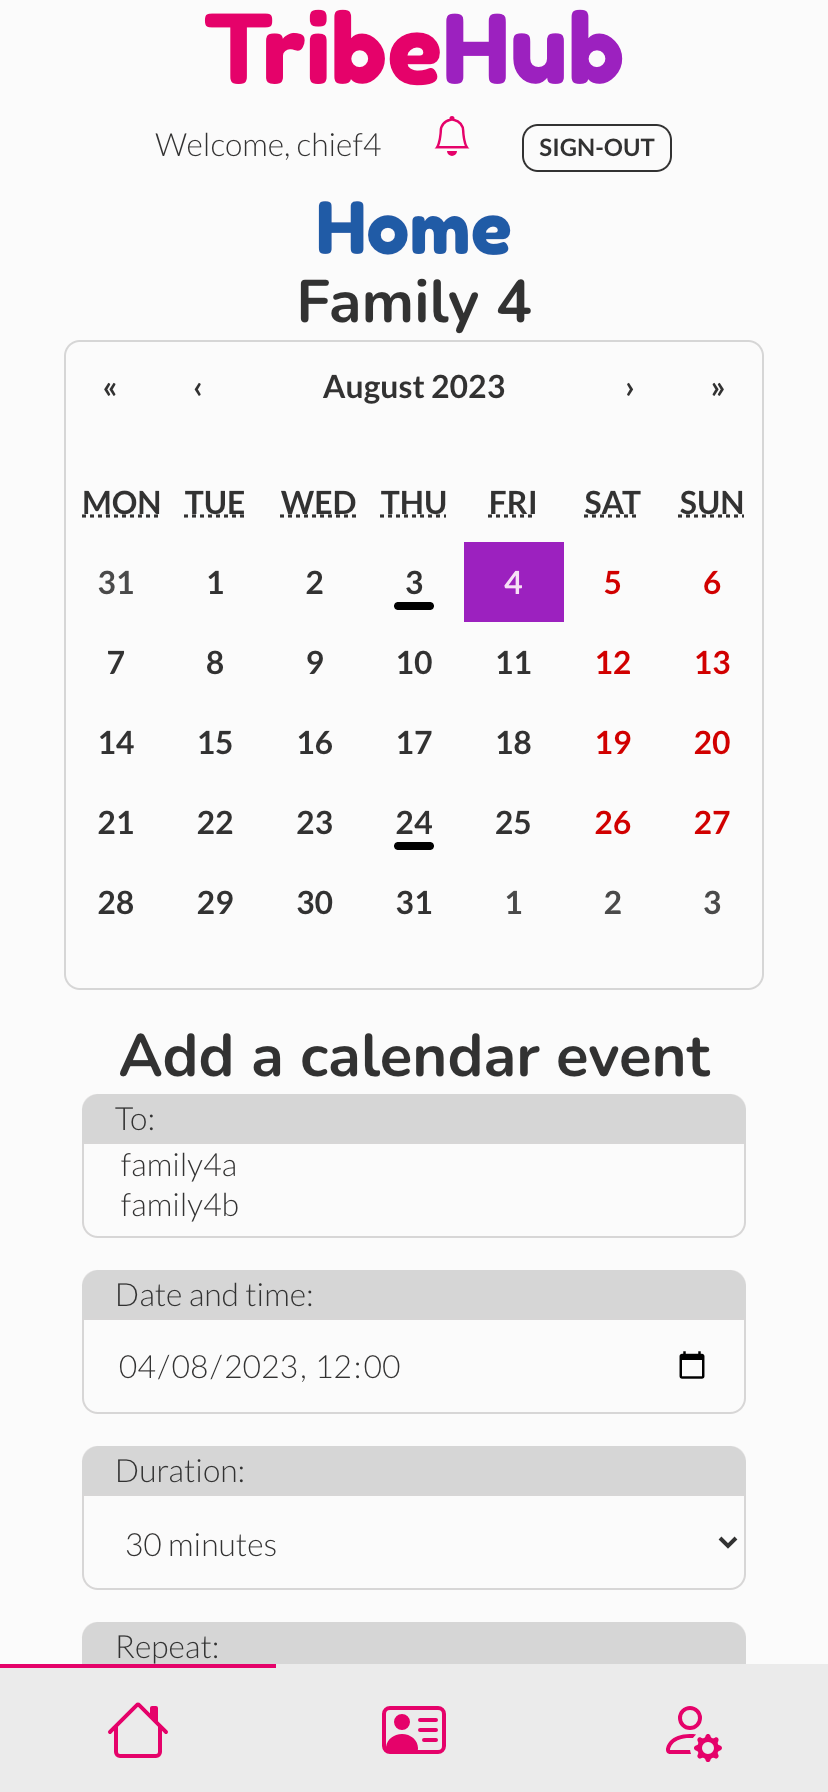 TribeHub
Welcome, chief4 SIGN-OUT
Home
Family 4
« ‹ August 2023 › »
MON TUE WED THU FRI SAT SUN
31 1 2 3 4 5 6
7 8 9 10 11 12 13
14 15 16 17 18 19 20
21 22 23 24 25 26 27
28 29 30 31 1 2 3
Add a calendar event
To:
family4a
family4b
Date and time:
04/08/2023, 12:00
Duration:
30 minutes
Repeat: